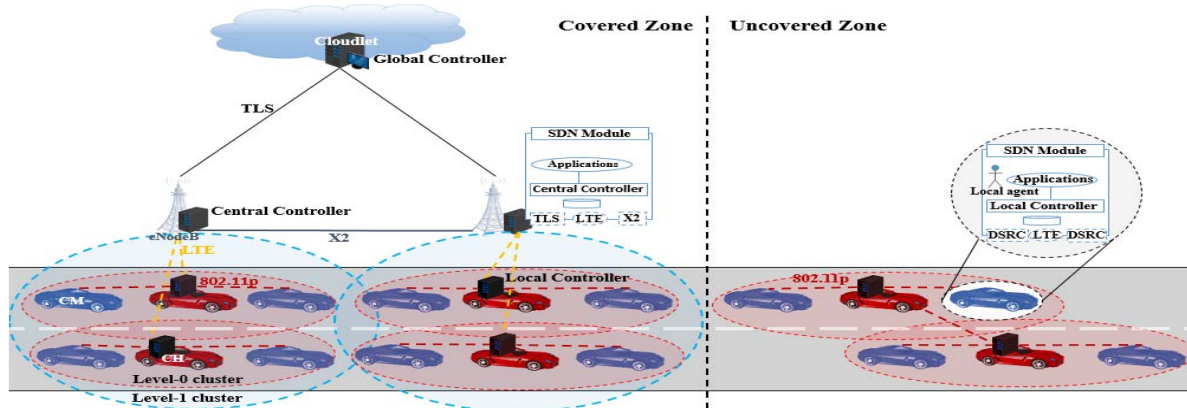 Covered Zone
Uncovered Zone
Cloudlet
Global Controller
TLS
SDN Module
Applications
Central Controller
TLS
LTE
X2
SDN Module
Applications
Local agent
Local Controller
DSRC
LTE
DSRC
Central Controller
eNodeB
X2
LTE
802.11p
Local Controller
802.11p
CM
CH
Level-0 cluster
Level-1 cluster